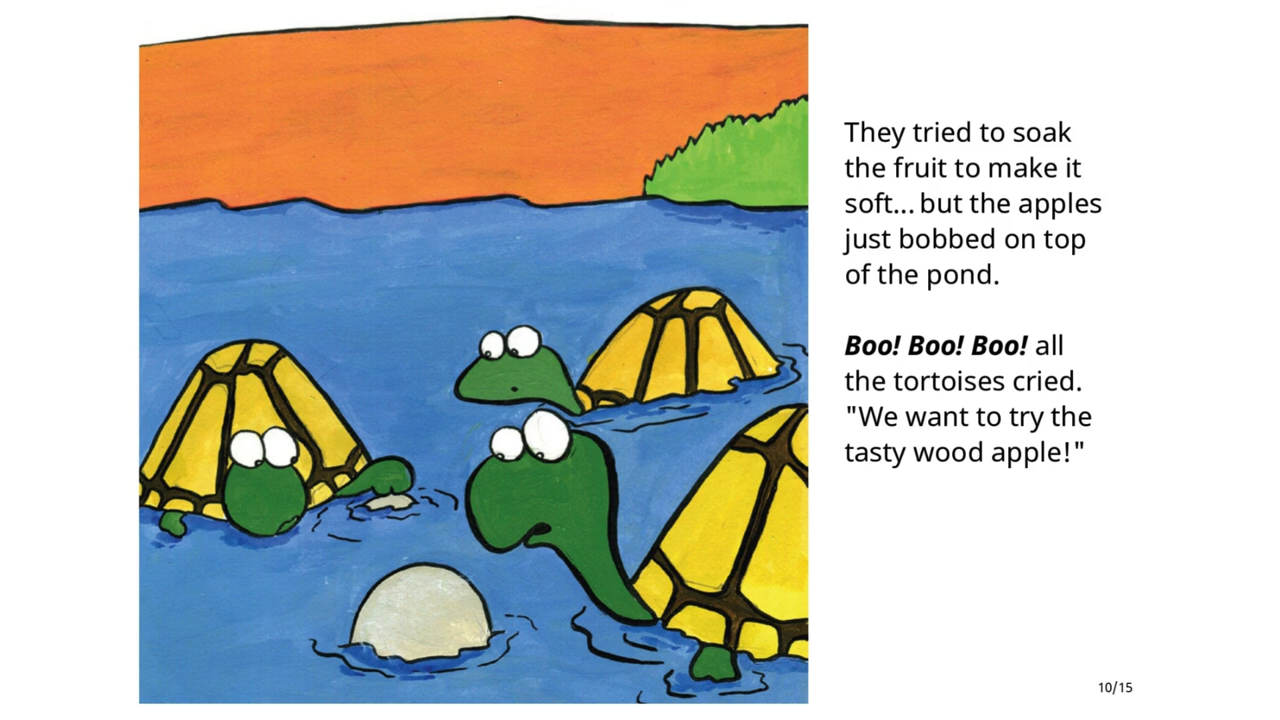 They tried to soak
the fruit to make it
soft... but the apples
just bobbed on top
of the pond.
Boo! Boo! Boo! all
the tortoises cried.
"We want to try the
tasty wood apple!"
10/15